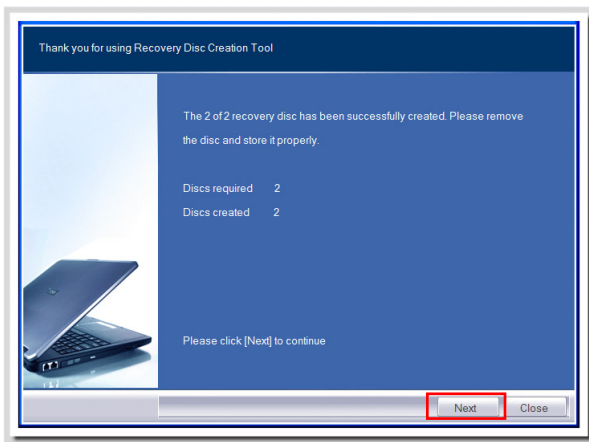 Thank you for using Recovery Disc Creation Tool
The 2 of 2 recovery disc has been successfully created. Please remove
the disc and store it properly.
Discs required 2
Discs created 2
Please click [Next] to continue
Next Close